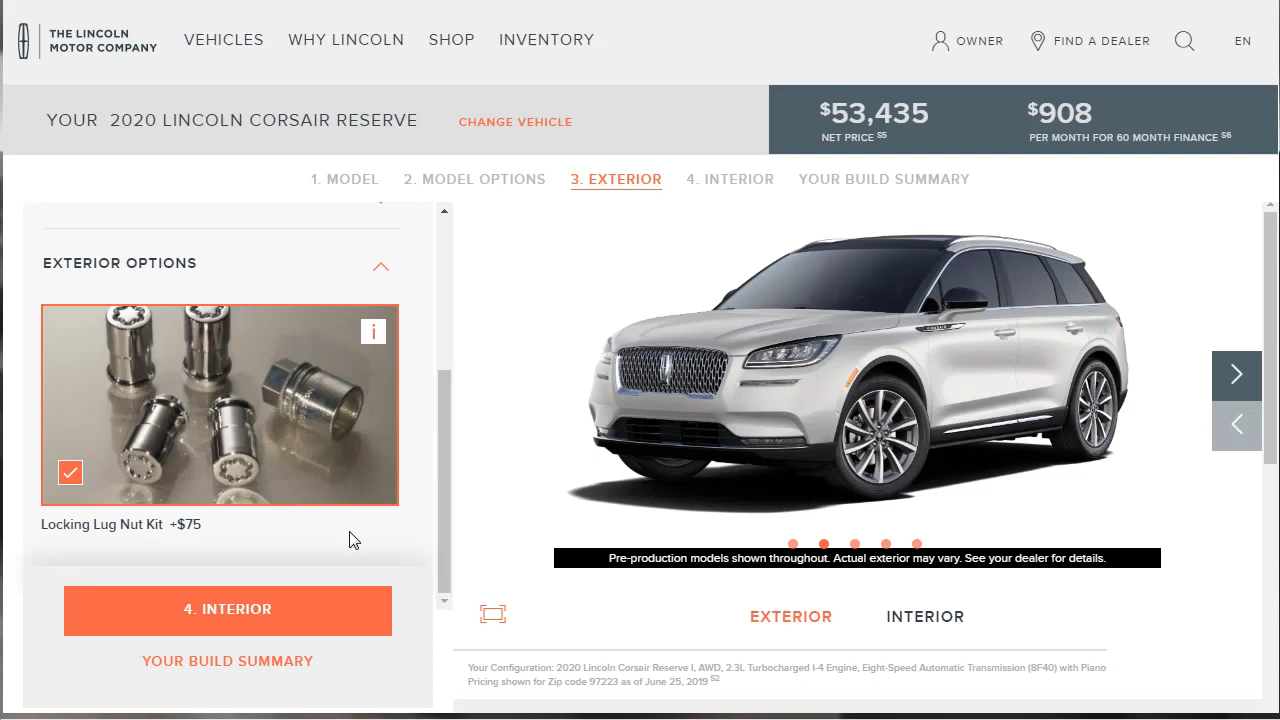 THE LINCOLN
MOTOR COMPANY
VEHICLES WHY LINCOLN SHOP INVENTORY
OWNER FIND A DEALER EN
YOUR 2020 LINCOLN CORSAIR RESERVE CHANGE VEHICLE
$53,435
NET PRICE S5
$908
PER MONTH FOR 60 MONTH FINANCE S6
1. MODEL 2. MODEL OPTIONS 3. EXTERIOR 4. INTERIOR YOUR BUILD SUMMARY
EXTERIOR OPTIONS
i
Locking Lug Nut Kit +$75
4. INTERIOR
YOUR BUILD SUMMARY
Pre-production models shown throughout. Actual exterior may vary. See your dealer for details.
EXTERIOR INTERIOR
Your Configuration: 2020 Lincoln Corsair Reserve I, AWD, 2.3L Turbocharged I-4 Engine, Eight-Speed Automatic Transmission (8F40) with Piano
Pricing shown for Zip code 97223 as of June 25, 2019 S2